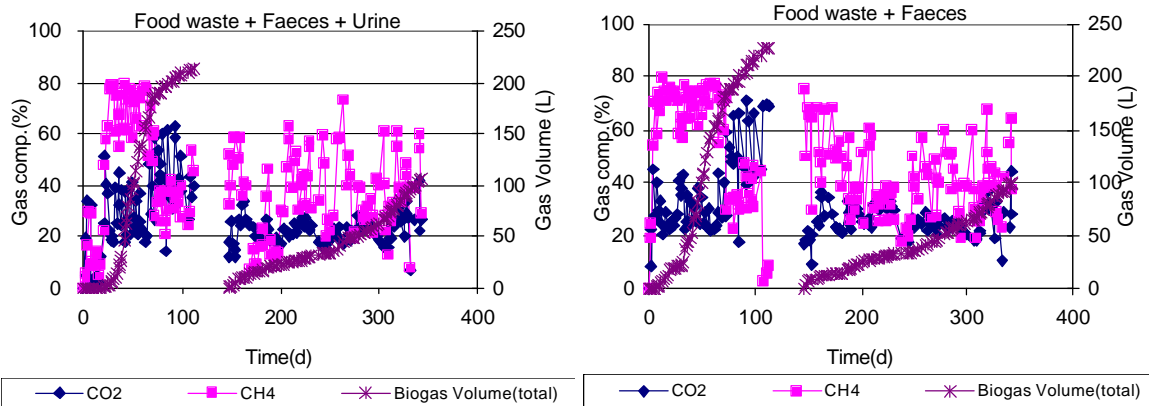 Food waste + Faeces + Urine
Gas comp.(%)
100
80
60
40
20
0
250
200
150
100
50
0
Gas Volume (L)
0 100 200 300 400
Time(d)
CO2 CH4 Biogas Volume(total)
Food waste + Faeces
Gas comp.(%)
100
80
60
40
20
0
250
200
150
100
50
0
Gas Volume (L)
0 100 200 300 400
Time(d)
CO2 CH4 Biogas Volume(total)